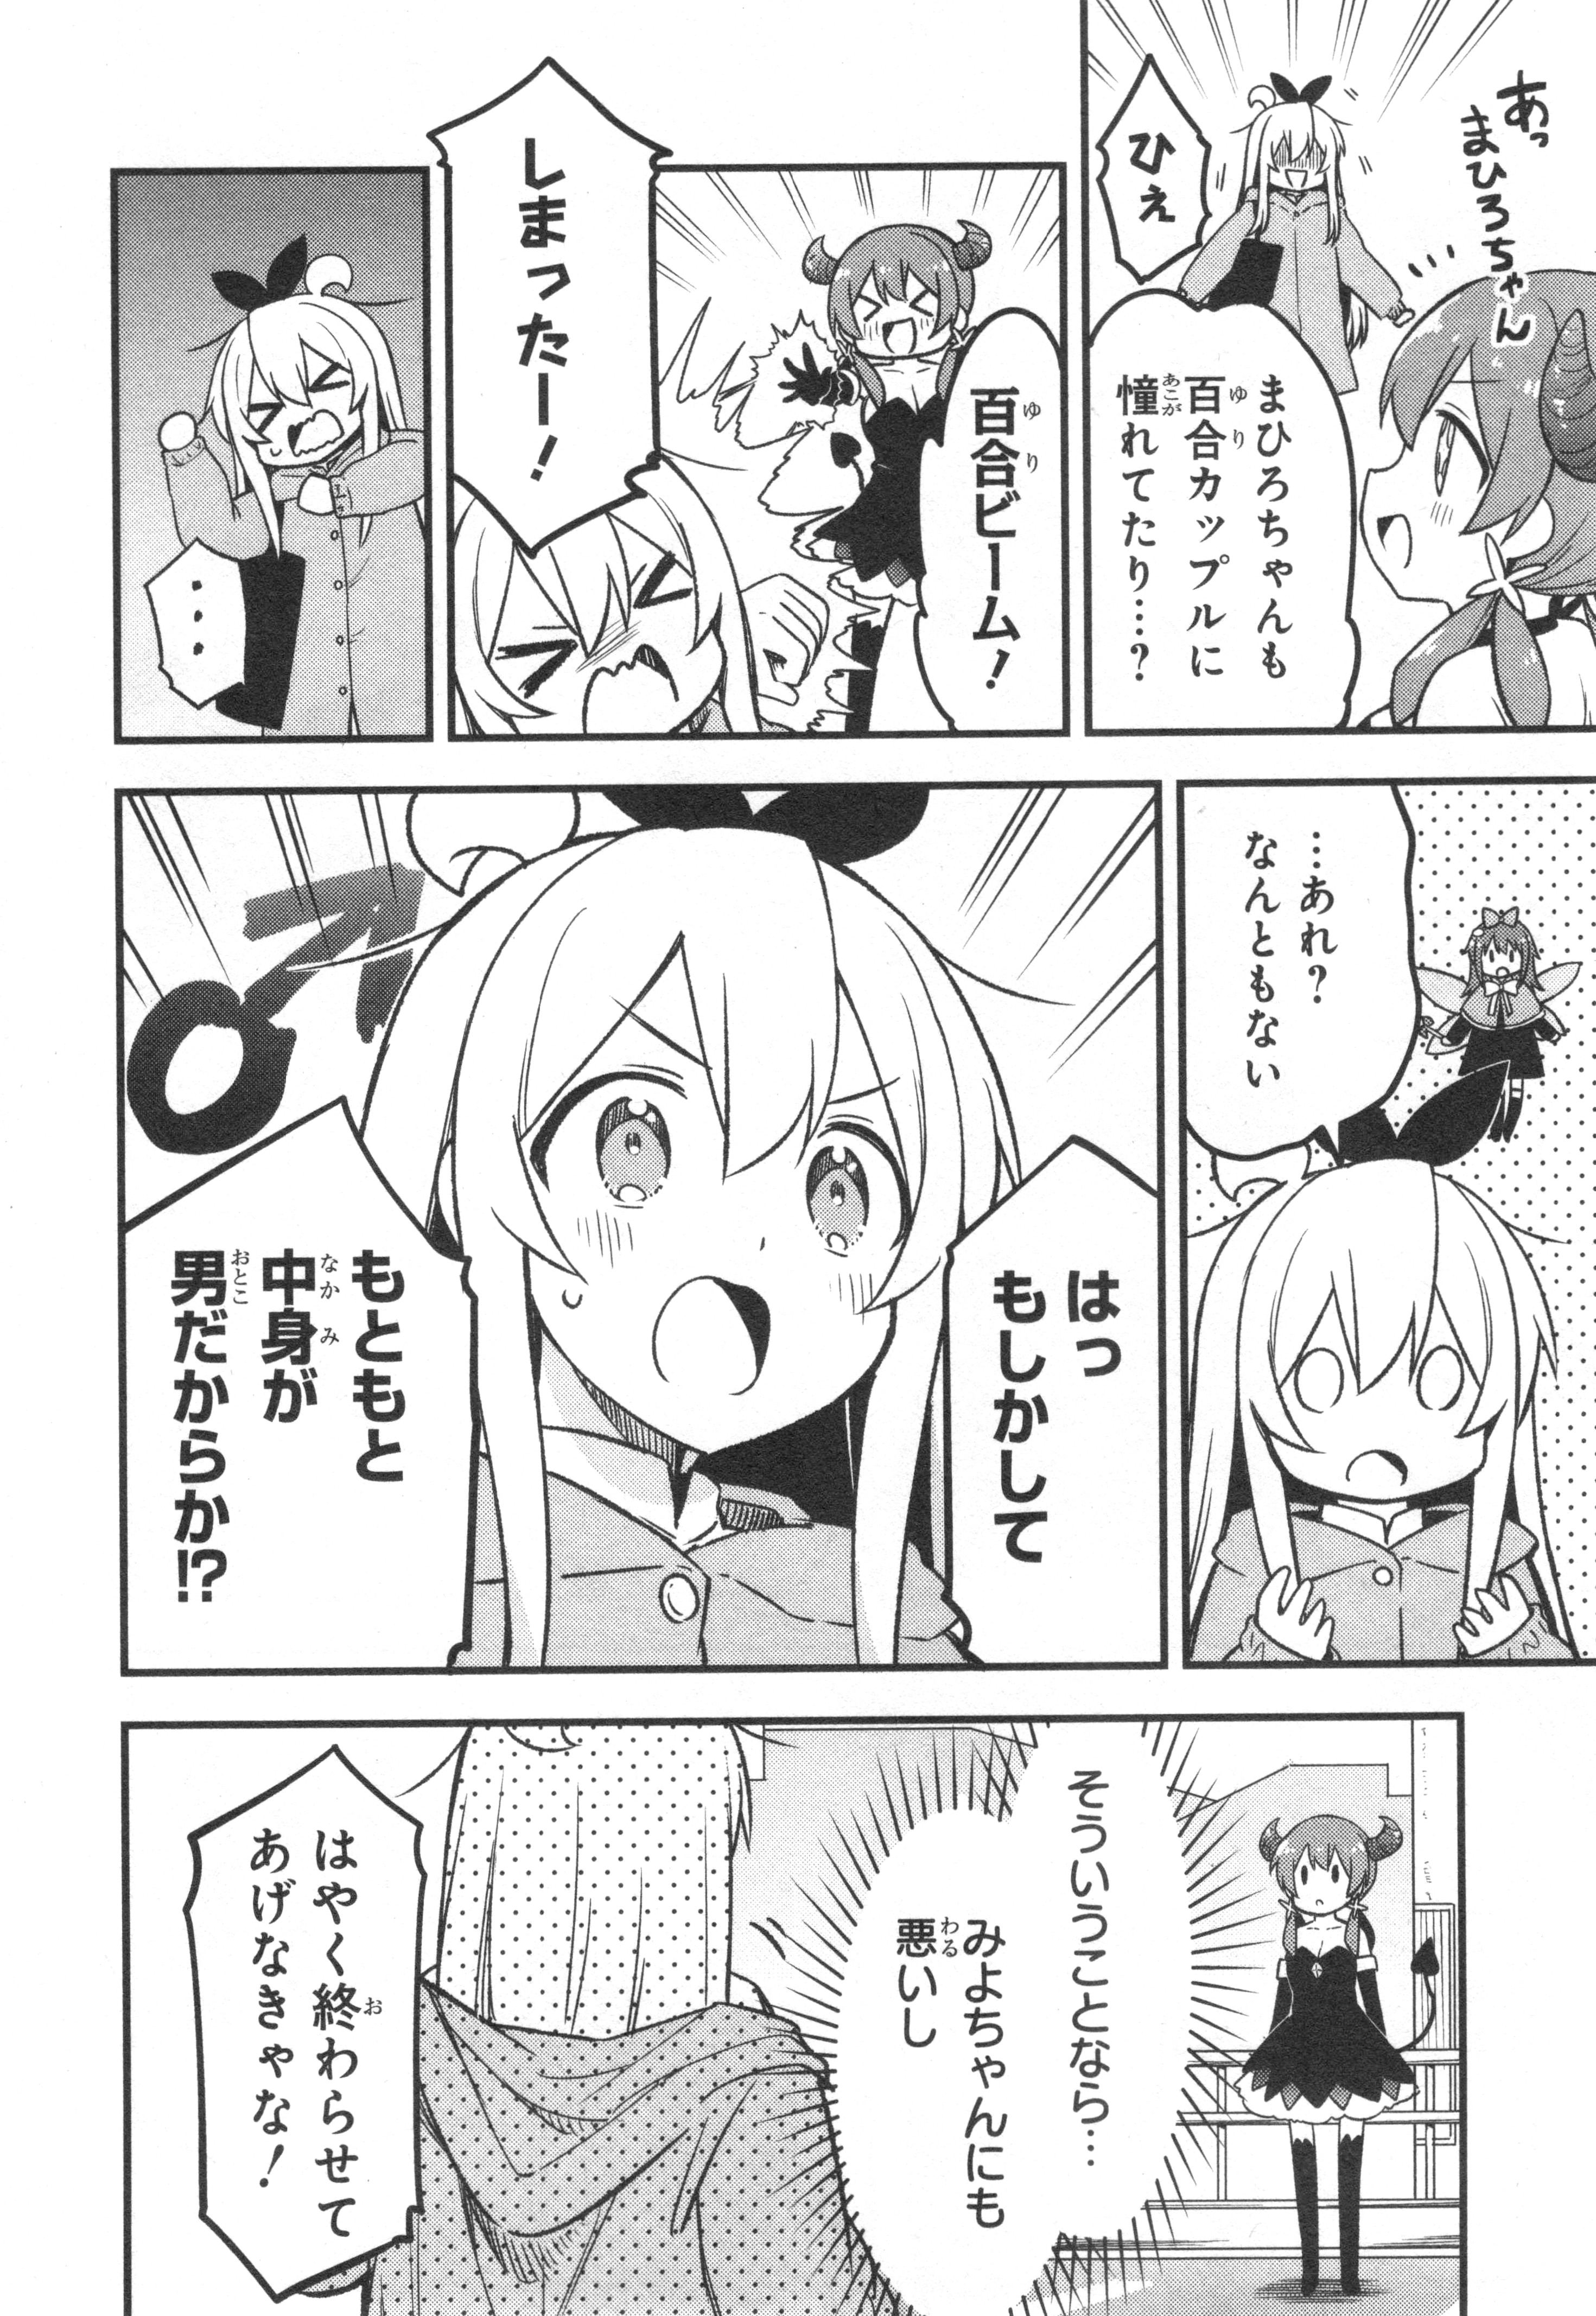 あっ
まひろちゃん
ひぇ
まひろちゃんも
百合カップルに
憧れてたり…?
百合ビーム!
しまったー!
…
…あれ?
なんともない
はっ
もしかして
もともと
中身が
男だからか!?
そういうことなら…
みよちゃんにも
悪いし
はやく終わらせて
あげなきゃな!